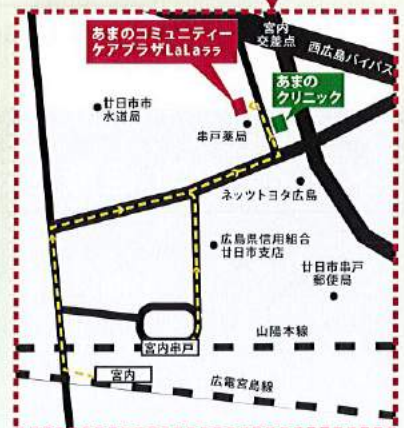 宮内
交差点
西広島バイパス
あまのコミュニティー
ケアプラザLaLaララ
あまの
クリニック
廿日市市
水道局
串戸薬局
ネッツトヨタ広島
広島県信用組合
廿日市支店
廿日市串戸
郵便局
山陽本線
宮内串戸
宮内
広電宮島線